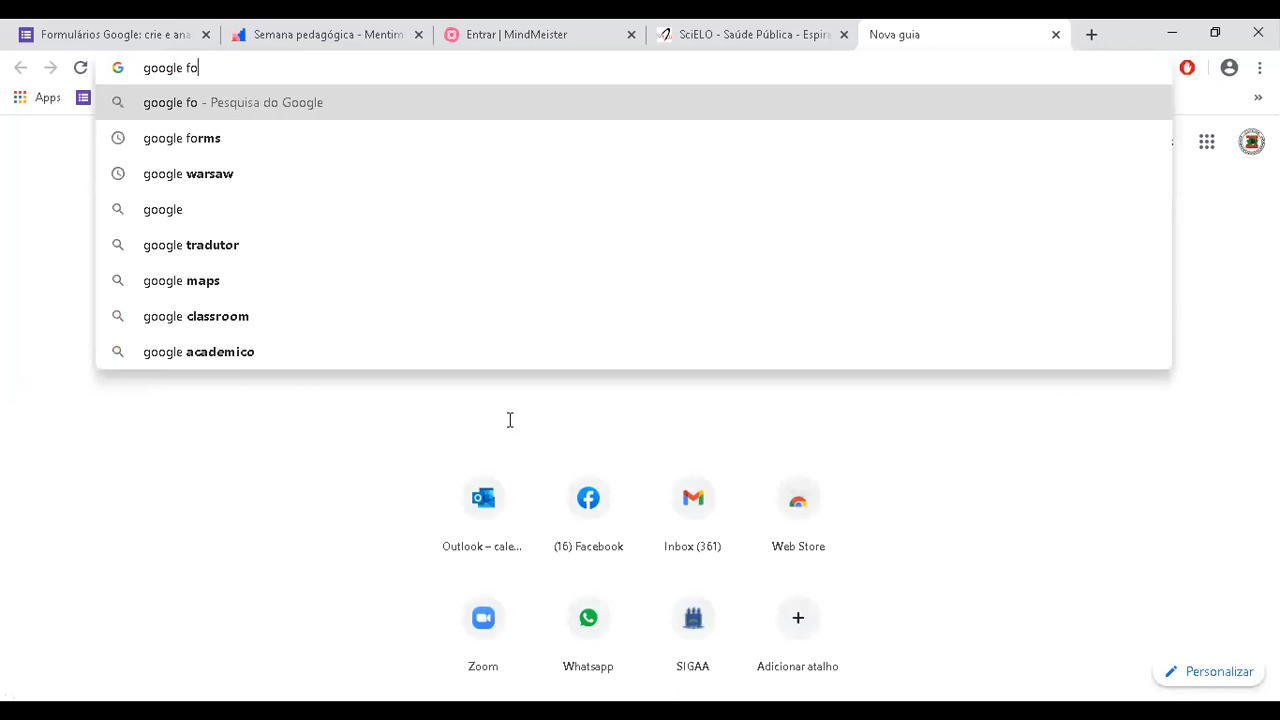 Formulários Google: crie e aná
Semana pedagógica - Mentim
Entrar | MindMeister
SciELO - Saúde Pública - Espira
Nova guia
google fo
Apps
google fo - Pesquisa do Google
google forms
google warsaw
google
google tradutor
google maps
google classroom
google academico
Outlook – cale...
(16) Facebook
Inbox (361)
Web Store
Zoom
Whatsapp
SIGAA
Adicionar atalho
Personalizar